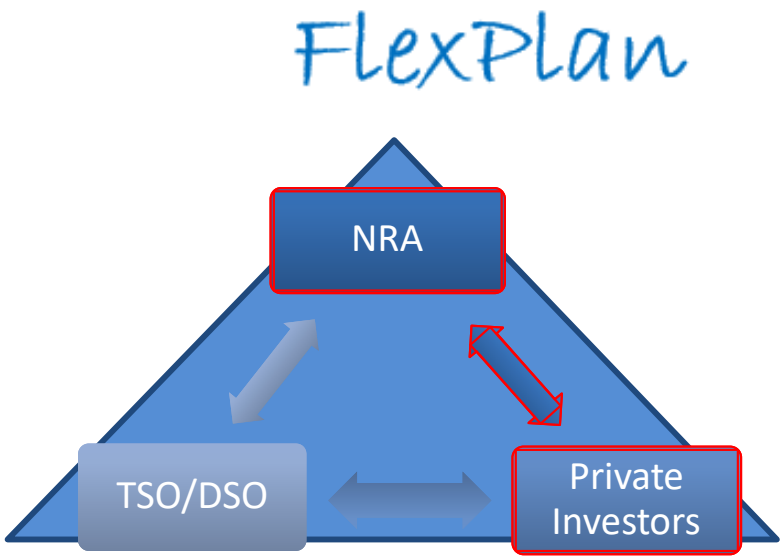 FlexPlan
NRA
TSO/DSO
Private
Investors